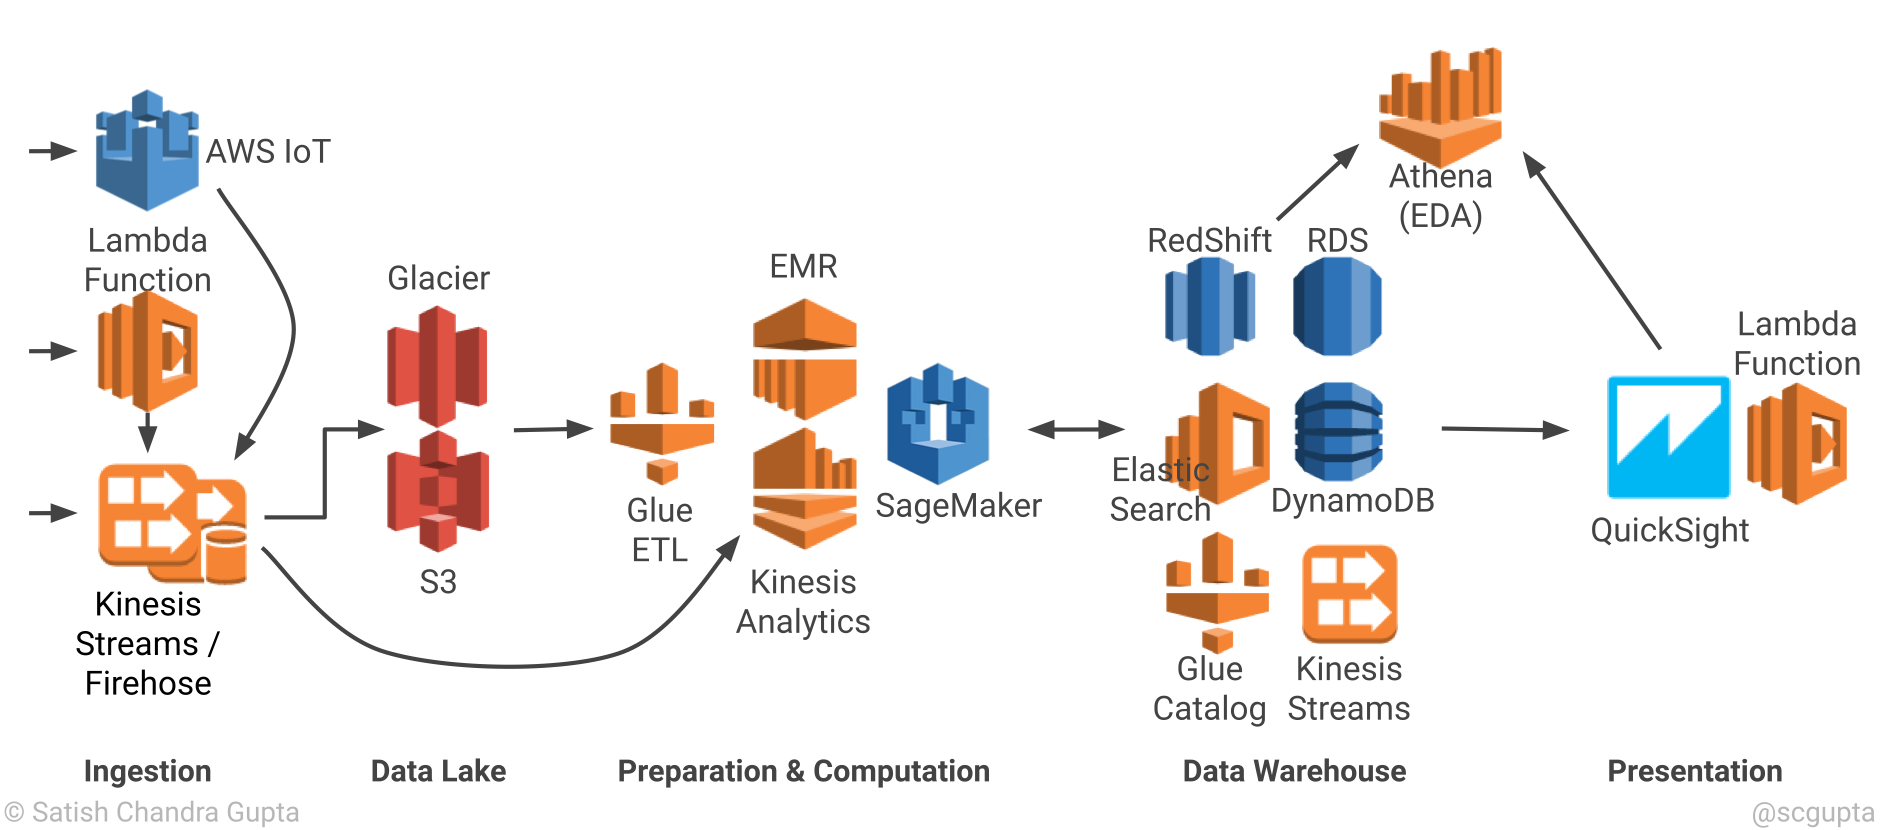 AWS IoT
Lambda
Function
Kinesis
Streams /
Firehose
Glacier
S3
Glue
ETL
EMR
Kinesis
Analytics
SageMaker
RedShift
RDS
Elastic
Search
DynamoDB
Glue
Catalog
Kinesis
Streams
Athena
(EDA)
Lambda
Function
QuickSight
Ingestion
Data Lake
Preparation & Computation
Data Warehouse
Presentation
© Satish Chandra Gupta
@scgupta